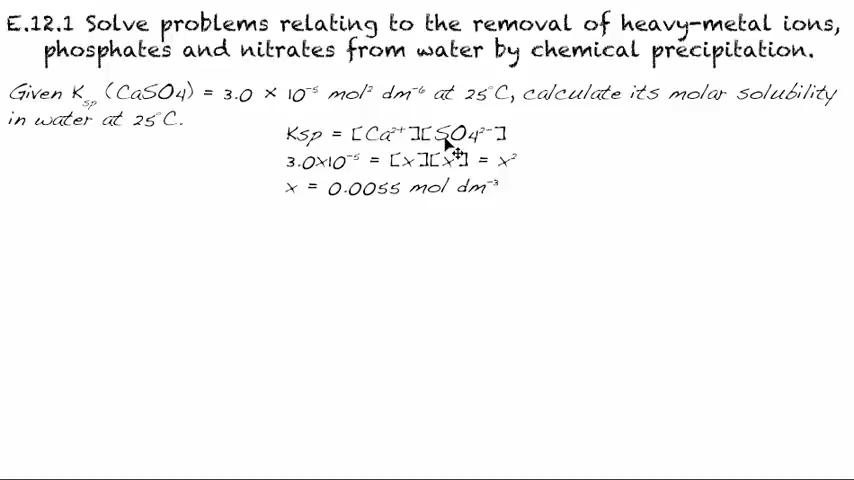 E.12.1 Solve problems relating to the removal of heavy-metal ions,
phosphates and nitrates from water by chemical precipitation.
Given Ksp (CaSO4) = 3.0 × 10⁻⁵ mol² dm⁻⁶ at 25°C, calculate its molar solubility
in water at 25°C.
Ksp = [Ca²⁺][SO4²⁻]
3.0×10⁻⁵ = [x][x] = x²
x = 0.0055 mol dm⁻³